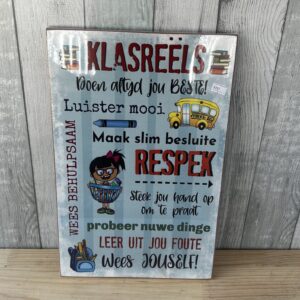 KLASREËLS
Doen altyd jou BESTE!
Luister mooi
Maak slim besluite
RESPEK
WEES BEHULPSAAM
Steek jou hand op
om te praat
probeer nuwe dinge
LEER UIT JOU FOUTE
Wees JOUSELF!